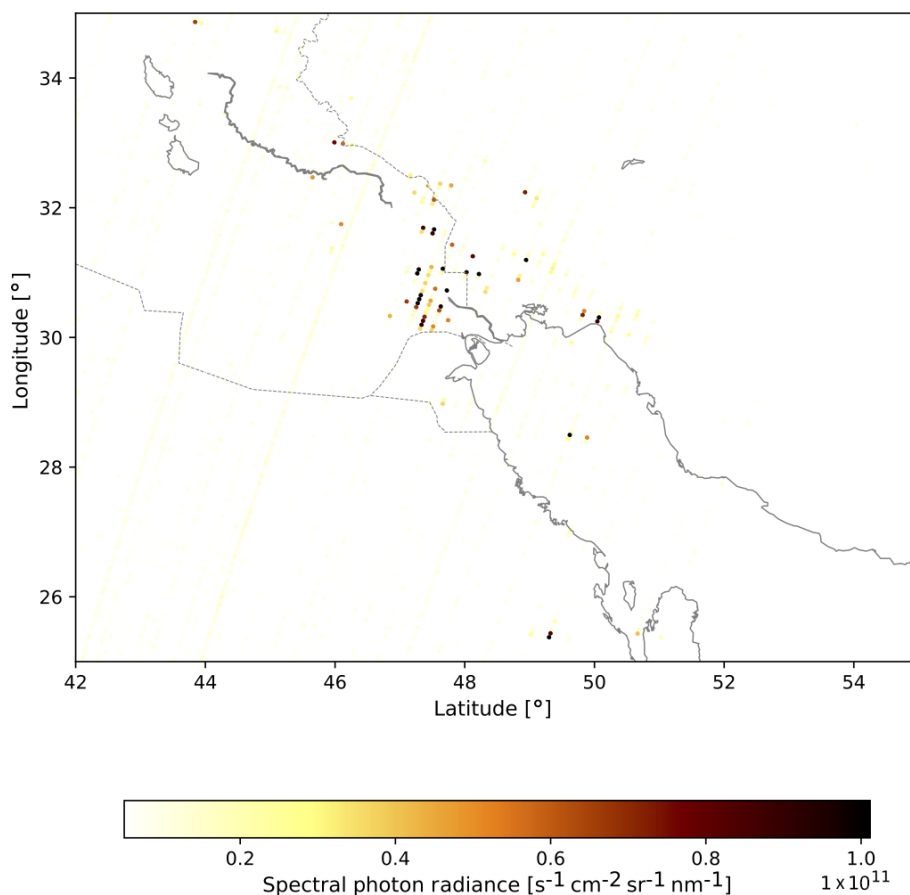 34
32
30
28
26
Longitude [°]
42 44 46 48 50 52 54
Latitude [°]
0.2 0.4 0.6 0.8 1.0
1 x 10¹¹
Spectral photon radiance [s⁻¹ cm⁻² sr⁻¹ nm⁻¹]